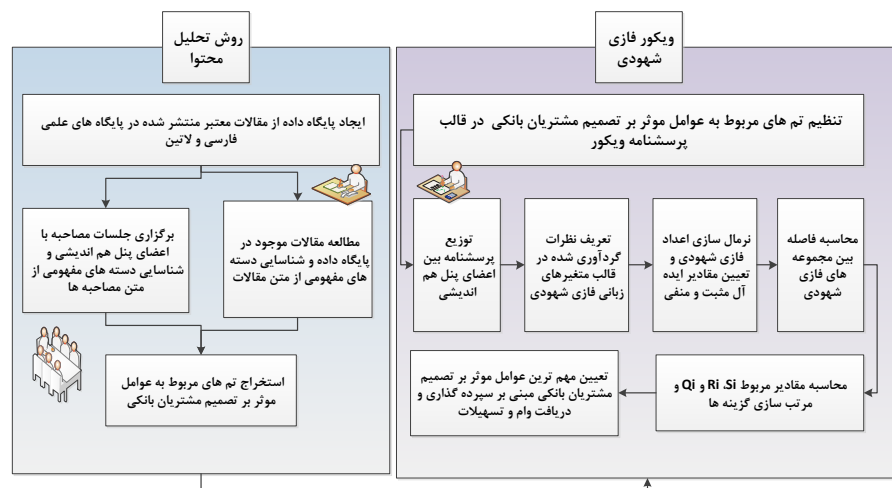 روش تحلیل
محتوا
ایجاد پایگاه داده از مقالات معتبر منتشر شده در پایگاه های علمی
فارسی و لاتین
مطالعه مقالات موجود در
پایگاه داده و شناسایی دسته
های مفهومی از متن مقالات
برگزاری جلسات مصاحبه با
اعضای پنل هم اندیشی و
شناسایی دسته های مفهومی از
متن مصاحبه ها
استخراج تم های مربوط به عوامل
موثر بر تصمیم مشتریان بانکی
ویکور فازی
شهودی
تنظیم تم های مربوط به عوامل موثر بر تصمیم مشتریان بانکی در قالب
پرسشنامه ویکور
توزیع
پرسشنامه بین
اعضای پنل هم
اندیشی
تعریف نظرات
گردآوری شده در
قالب متغیرهای
زبانی فازی شهودی
نرمال سازی اعداد
فازی شهودی و
تعیین مقادیر ایده
آل مثبت و منفی
محاسبه فاصله
بین مجموعه
های فازی
شهودی
محاسبه مقادیر مربوط Ri ،Si و Qi و
مرتب سازی گزینه ها
تعیین مهم ترین عوامل موثر بر تصمیم
مشتریان بانکی مبنی بر سپرده گذاری و
دریافت وام و تسهیلات